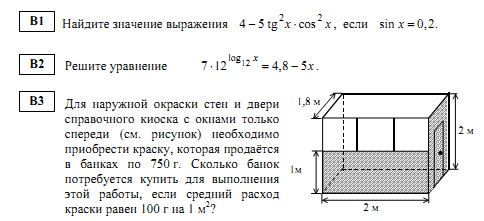 B1
Найдите значение выражения 4 − 5 tg²x · cos²x, если sin x = 0,2.
B2
Решите уравнение 7 · 12^(log₁₂ x) = 4,8 − 5x.
B3
Для наружной окраски стен и двери
справочного киоска с окнами только
спереди (см. рисунок) необходимо
приобрести краску, которая продаётся
в банках по 750 г. Сколько банок
потребуется купить для выполнения
этой работы, если средний расход
краски равен 100 г на 1 м²?
1,8 м
2 м
1м
2 м